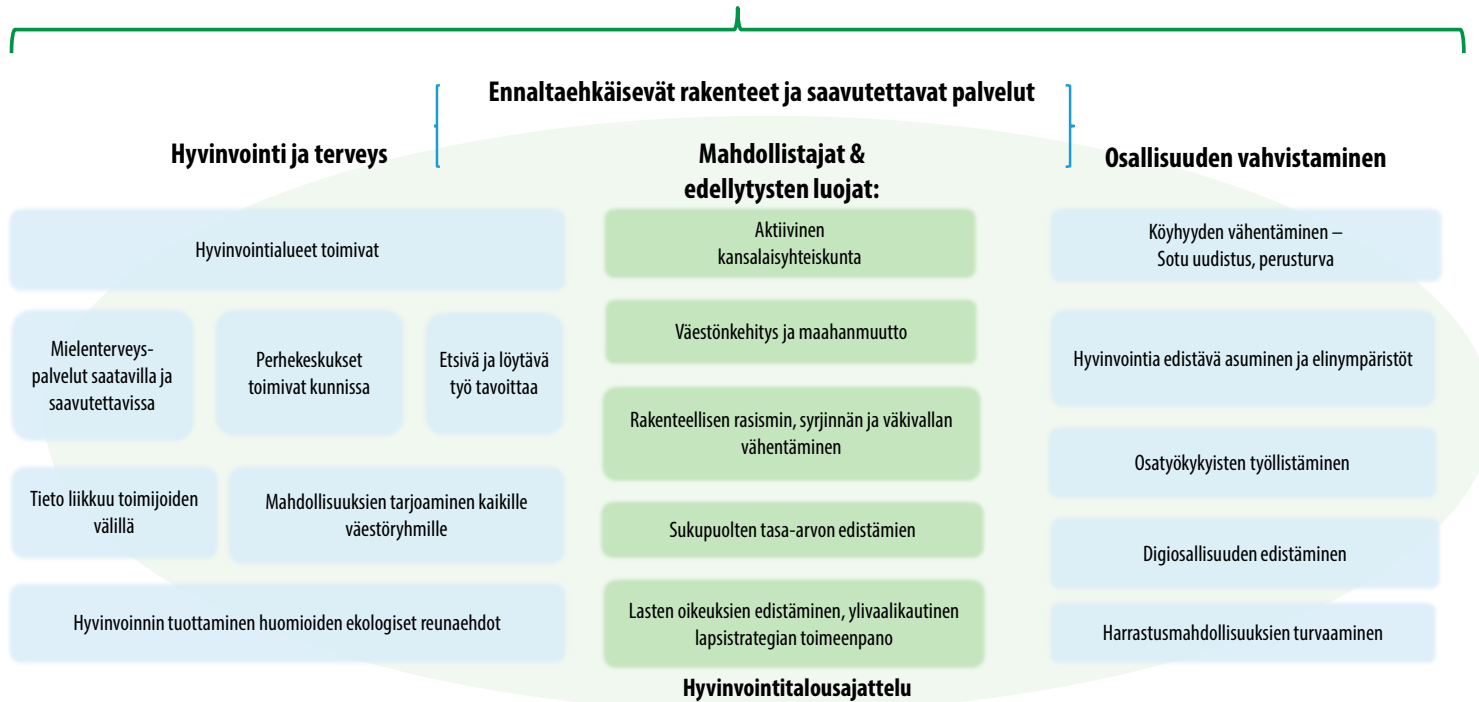 Ennaltaehkäisevät rakenteet ja saavutettavat palvelut
Hyvinvointi ja terveys
Hyvinvointialueet toimivat
Mielenterveys-
palvelut saatavilla ja
saavutettavissa
Perhekeskukset
toimivat kunnissa
Etsivä ja löytävä
työ tavoittaa
Tieto liikkuu toimijoiden
välillä
Mahdollisuuksien tarjoaminen kaikille
väestöryhmille
Hyvinvoinnin tuottaminen huomioiden ekologiset reunaehdot
Mahdollistajat &
edellytysten luojat:
Aktiivinen
kansalaisyhteiskunta
Väestönkehitys ja maahanmuutto
Rakenteellisen rasismin, syrjinnän ja väkivallan
vähentäminen
Sukupuolten tasa-arvon edistämien
Lasten oikeuksien edistäminen, ylivaalikautinen
lapsistrategian toimeenpano
Hyvinvointitalousajattelu
Osallisuuden vahvistaminen
Köyhyyden vähentäminen –
Sotu uudistus, perusturva
Hyvinvointia edistävä asuminen ja elinympäristöt
Osatyökykyisten työllistäminen
Digiosallisuuden edistäminen
Harrastusmahdollisuuksien turvaaminen